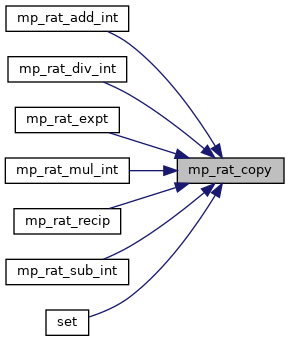 mp_rat_add_int
mp_rat_div_int
mp_rat_expt
mp_rat_mul_int
mp_rat_copy
mp_rat_recip
mp_rat_sub_int
set